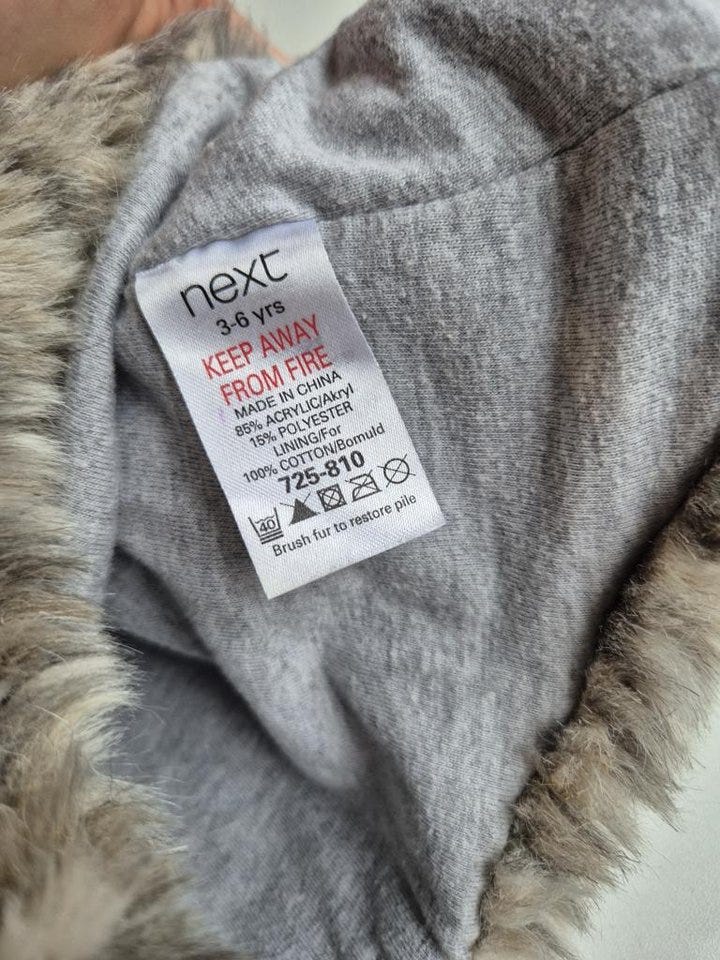 next
3-6 yrs
KEEP AWAY
FROM FIRE
MADE IN CHINA
85% ACRYLIC/Akryl
15% POLYESTER
LINING/For
100% COTTON/Bomuld
725-810
40
Brush fur to restore pile